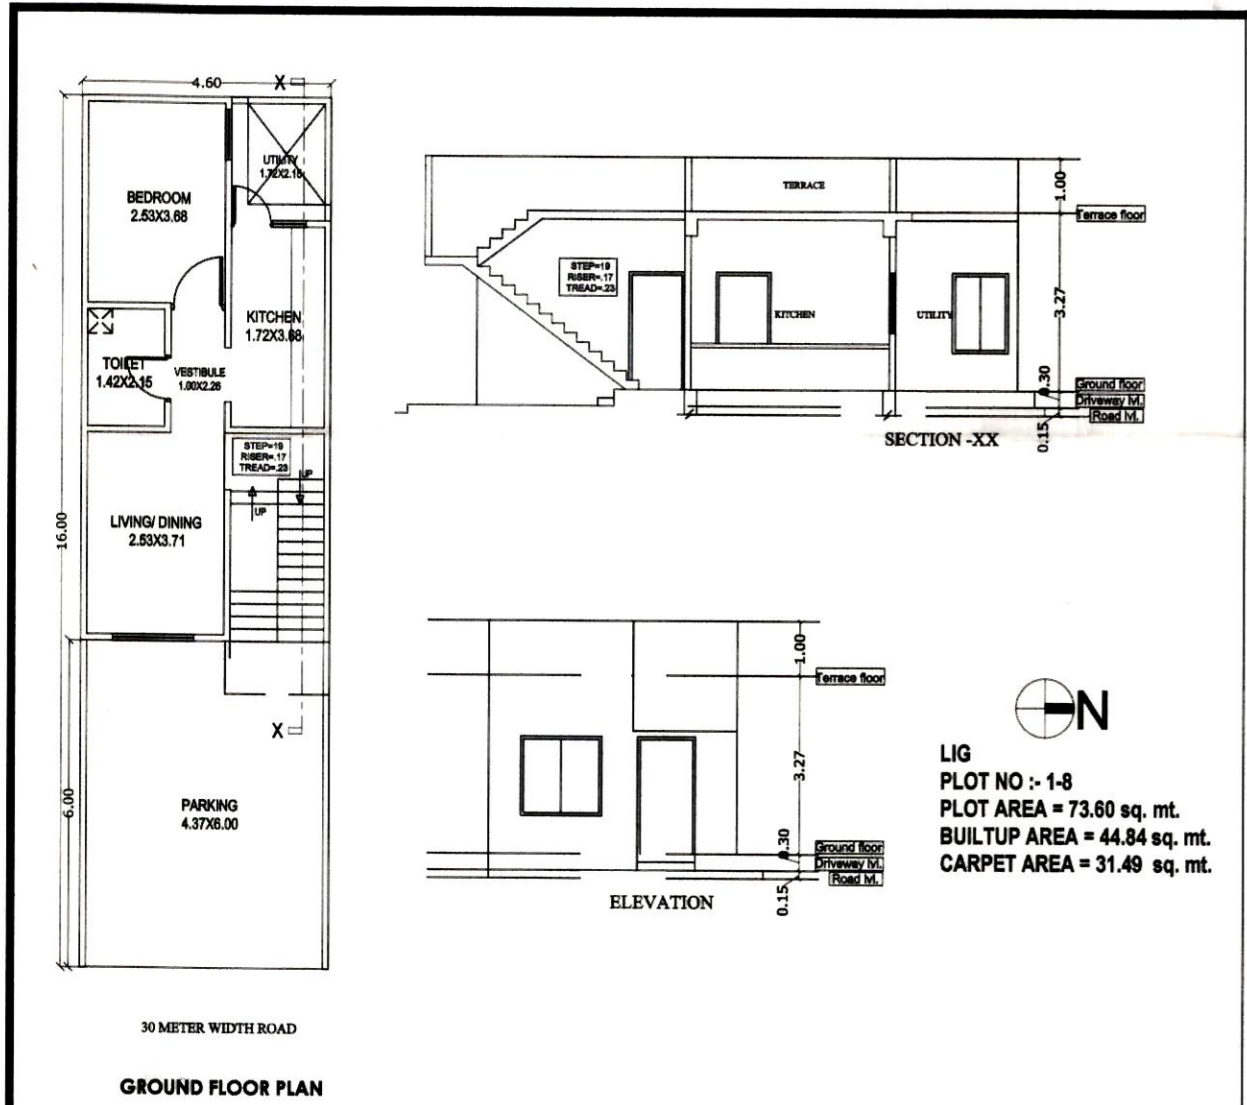 4.60
X
UTILITY
1.72X2.15
BEDROOM
2.53X3.68
KITCHEN
1.72X3.68
TOILET
1.42X2.15
VESTIBULE
1.00X2.26
STEP=19
RISER=.17
TREAD=.23
UP
UP
LIVING/ DINING
2.53X3.71
16.00
6.00
X
PARKING
4.37X6.00
30 METER WIDTH ROAD
GROUND FLOOR PLAN
TERRACE
1.00
Terrace floor
STEP=19
RISER=.17
TREAD=.23
KITCHEN
UTILITY
3.27
0.30
Ground floor
Driveway lvl.
Road lvl.
0.15
SECTION -XX
1.00
Terrace floor
3.27
0.30
Ground floor
Driveway lvl.
Road lvl.
0.15
ELEVATION
N
LIG
PLOT NO :- 1-8
PLOT AREA = 73.60 sq. mt.
BUILTUP AREA = 44.84 sq. mt.
CARPET AREA = 31.49 sq. mt.